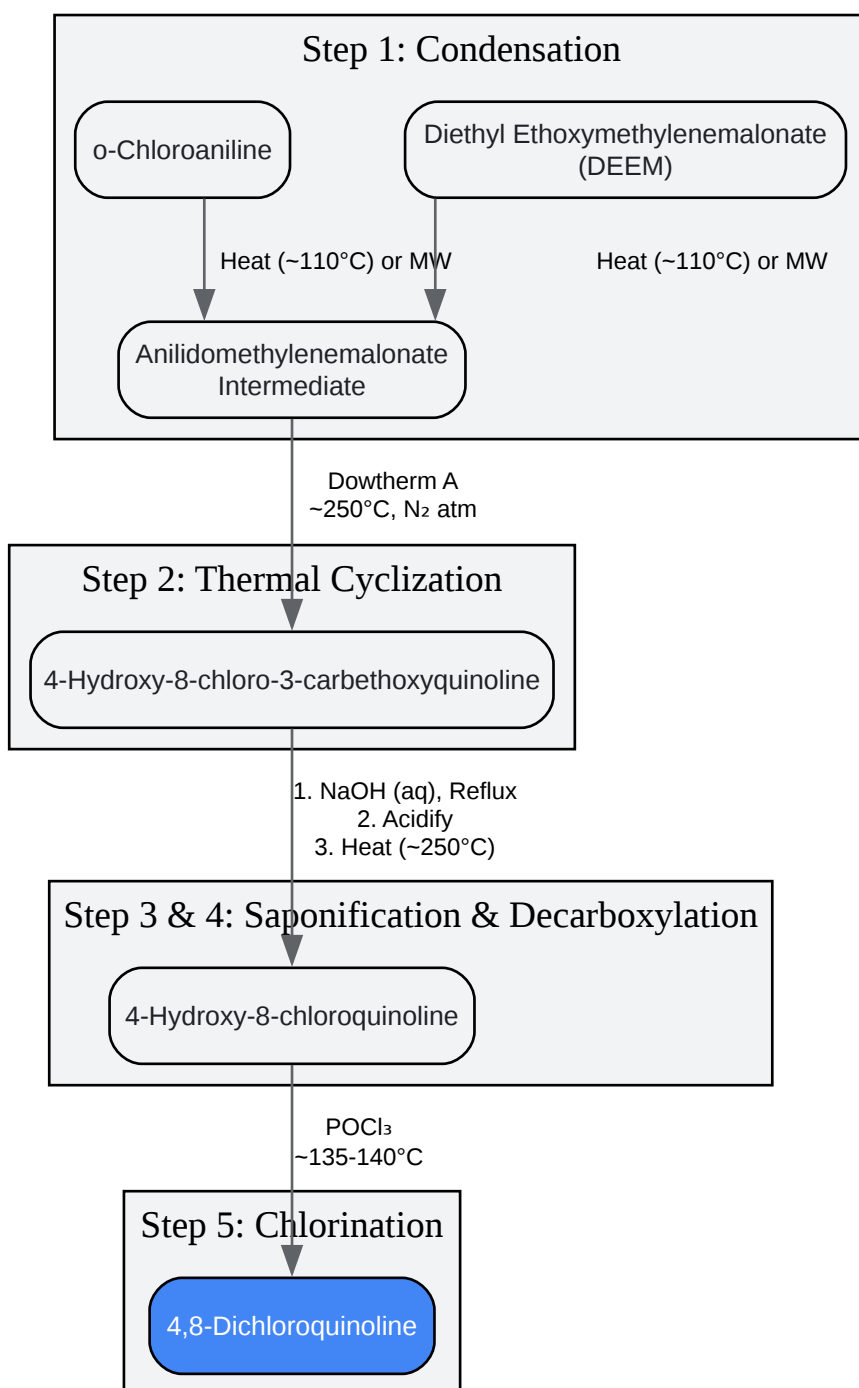 Step 1: Condensation
o-Chloroaniline
Diethyl Ethoxymethylenemalonate
(DEEM)
Heat (~110°C) or MW
Heat (~110°C) or MW
Anilidomethylenemalonate
Intermediate
Dowtherm A
~250°C, N₂ atm
Step 2: Thermal Cyclization
4-Hydroxy-8-chloro-3-carbethoxyquinoline
1. NaOH (aq), Reflux
2. Acidify
3. Heat (~250°C)
Step 3 & 4: Saponification & Decarboxylation
4-Hydroxy-8-chloroquinoline
POCl₃
~135-140°C
Step 5: Chlorination
4,8-Dichloroquinoline